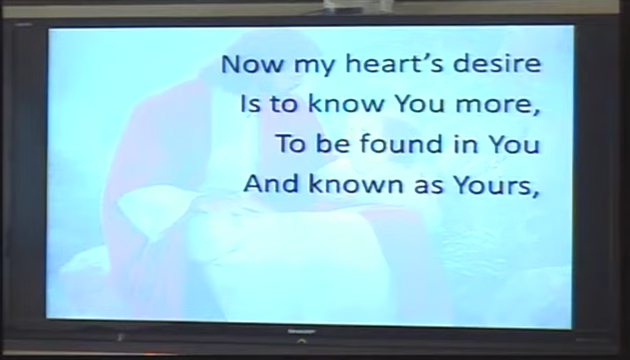 Now my heart's desire
Is to know You more,
To be found in You
And known as Yours,